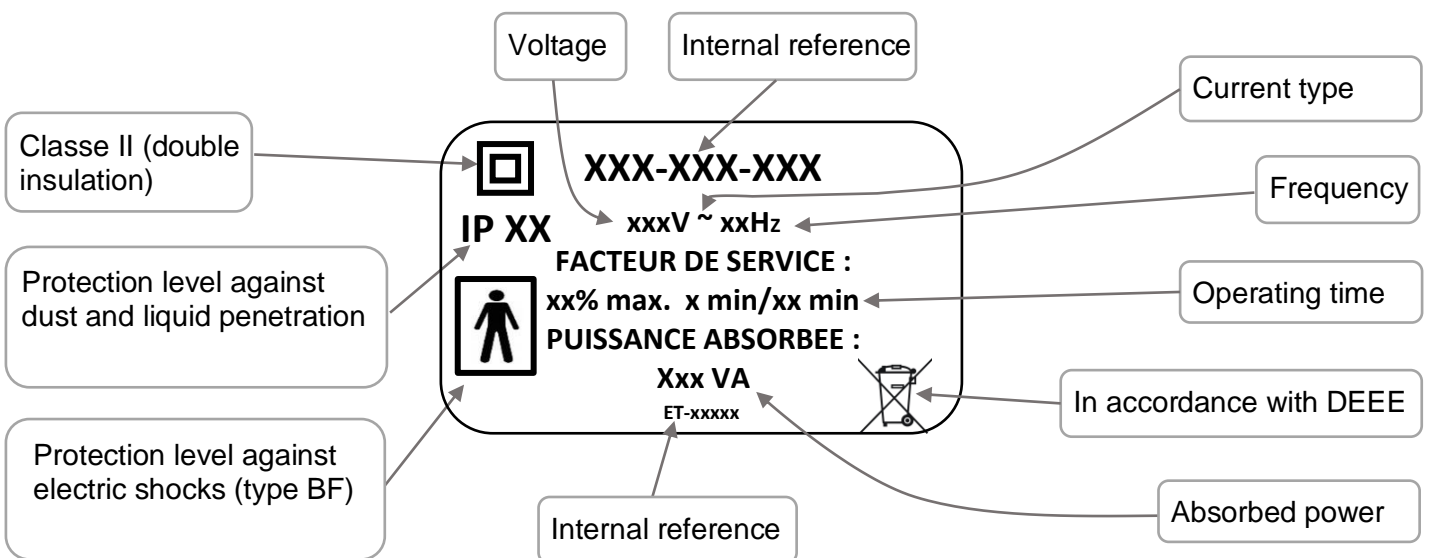 Voltage
Internal reference
Current type
Classe II (double
insulation)
XXX-XXX-XXX
Frequency
IP XX
xxxV ~ xxHz
FACTEUR DE SERVICE :
Protection level against
dust and liquid penetration
xx% max. x min/xx min
Operating time
PUISSANCE ABSORBEE :
Xxx VA
In accordance with DEEE
ET-xxxxx
Protection level against
electric shocks (type BF)
Absorbed power
Internal reference